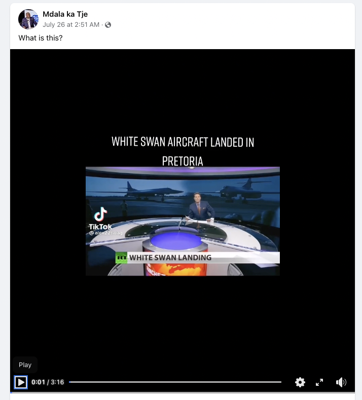 Mdala ka Tje
July 26 at 2:51 AM ·
What is this?
WHITE SWAN AIRCRAFT LANDED IN
PRETORIA
TikTok
RT WHITE SWAN LANDING
Play
0:01 / 3:16